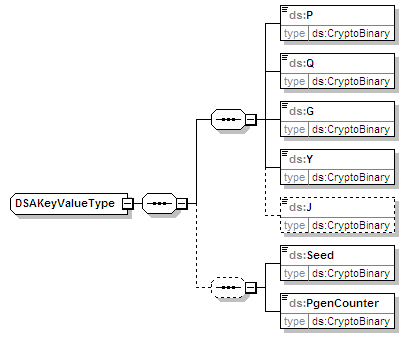 ds:P
type ds:CryptoBinary
ds:Q
type ds:CryptoBinary
ds:G
type ds:CryptoBinary
ds:Y
type ds:CryptoBinary
DSAKeyValueType
ds:J
type ds:CryptoBinary
ds:Seed
type ds:CryptoBinary
ds:PgenCounter
type ds:CryptoBinary